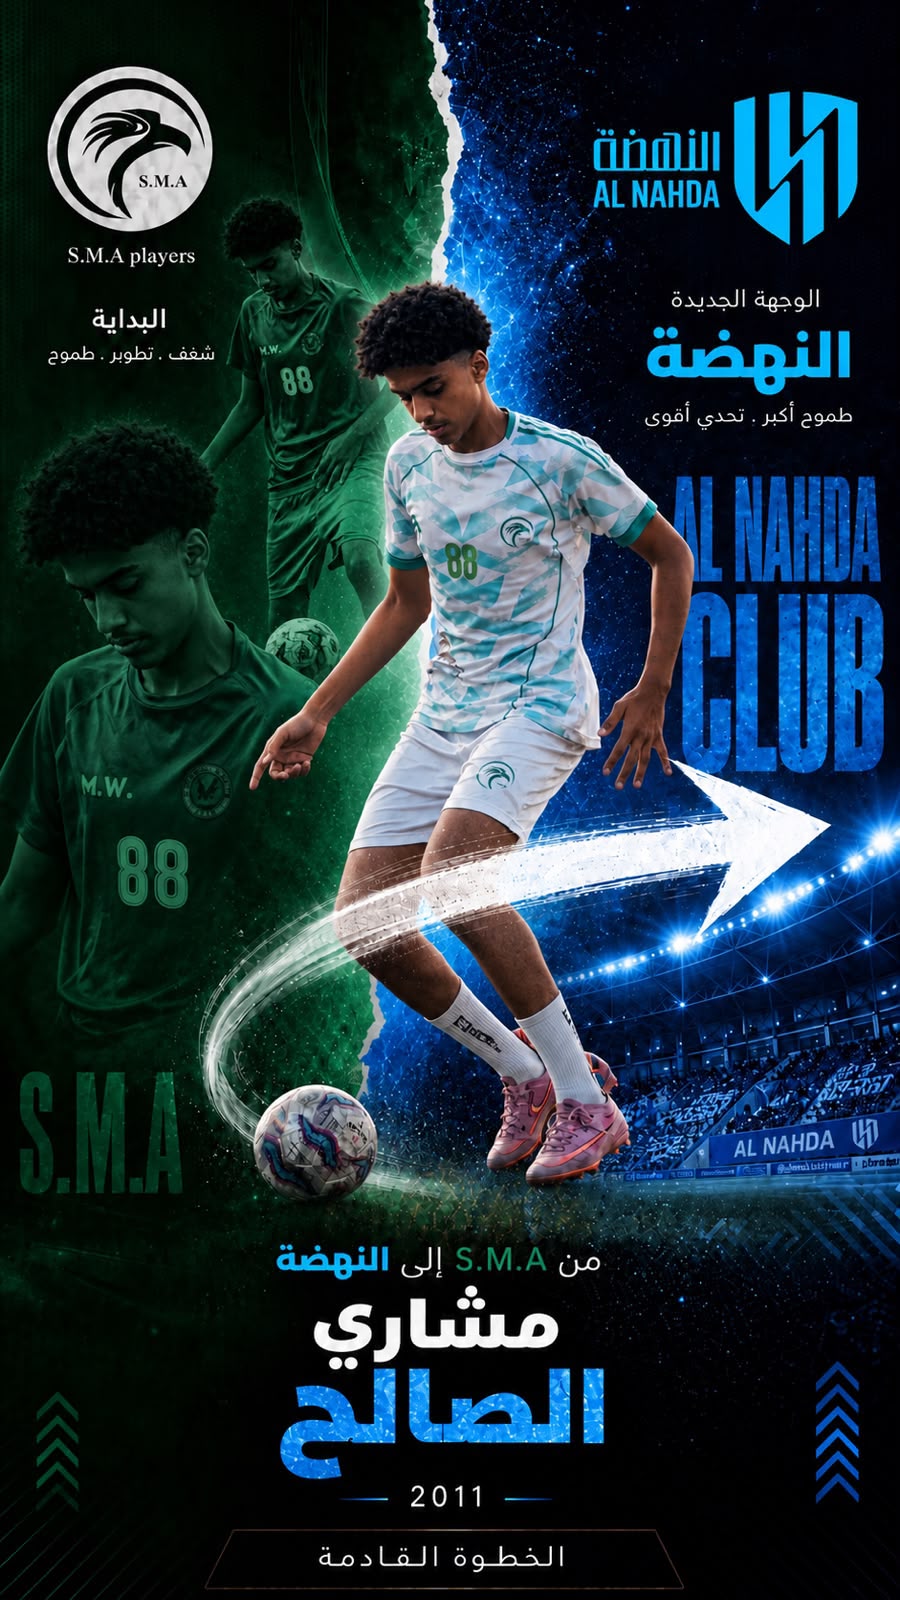 S.M.A
S.M.A players
البداية
شغف . تطوير . طموح
النهضة
AL NAHDA
الوجهة الجديدة
النهضة
طموح أكبر . تحدي أقوى
M.W.
88
88
AL NAHDA
CLUB
M.W.
88
S.M.A
AL NAHDA
من S.M.A إلى النهضة
مشاري
الصالح
2011
الخطوة القادمة